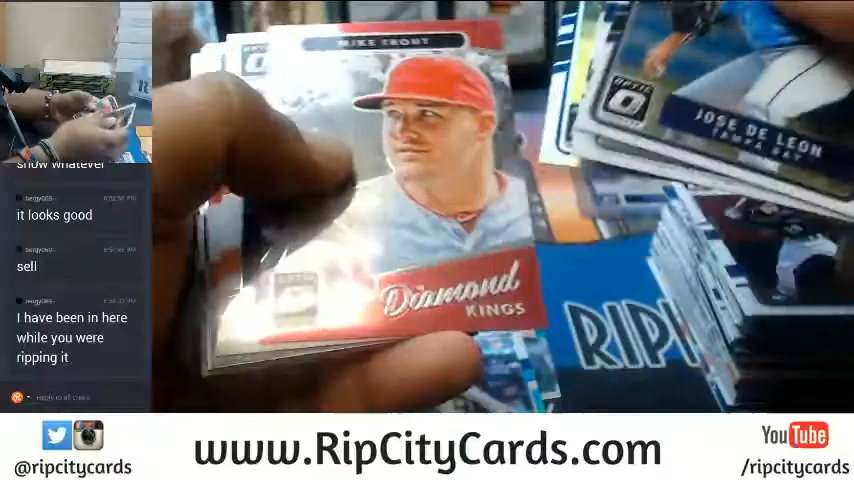 show whatever
it looks good
sell
I have been in here
while you were
ripping it
MIKE TROUT
Diamond
KINGS
OPTIC
JOSE DE LEON
TAMPA BAY
@ripcitycards
www.RipCityCards.com
YouTube
/ripcitycards